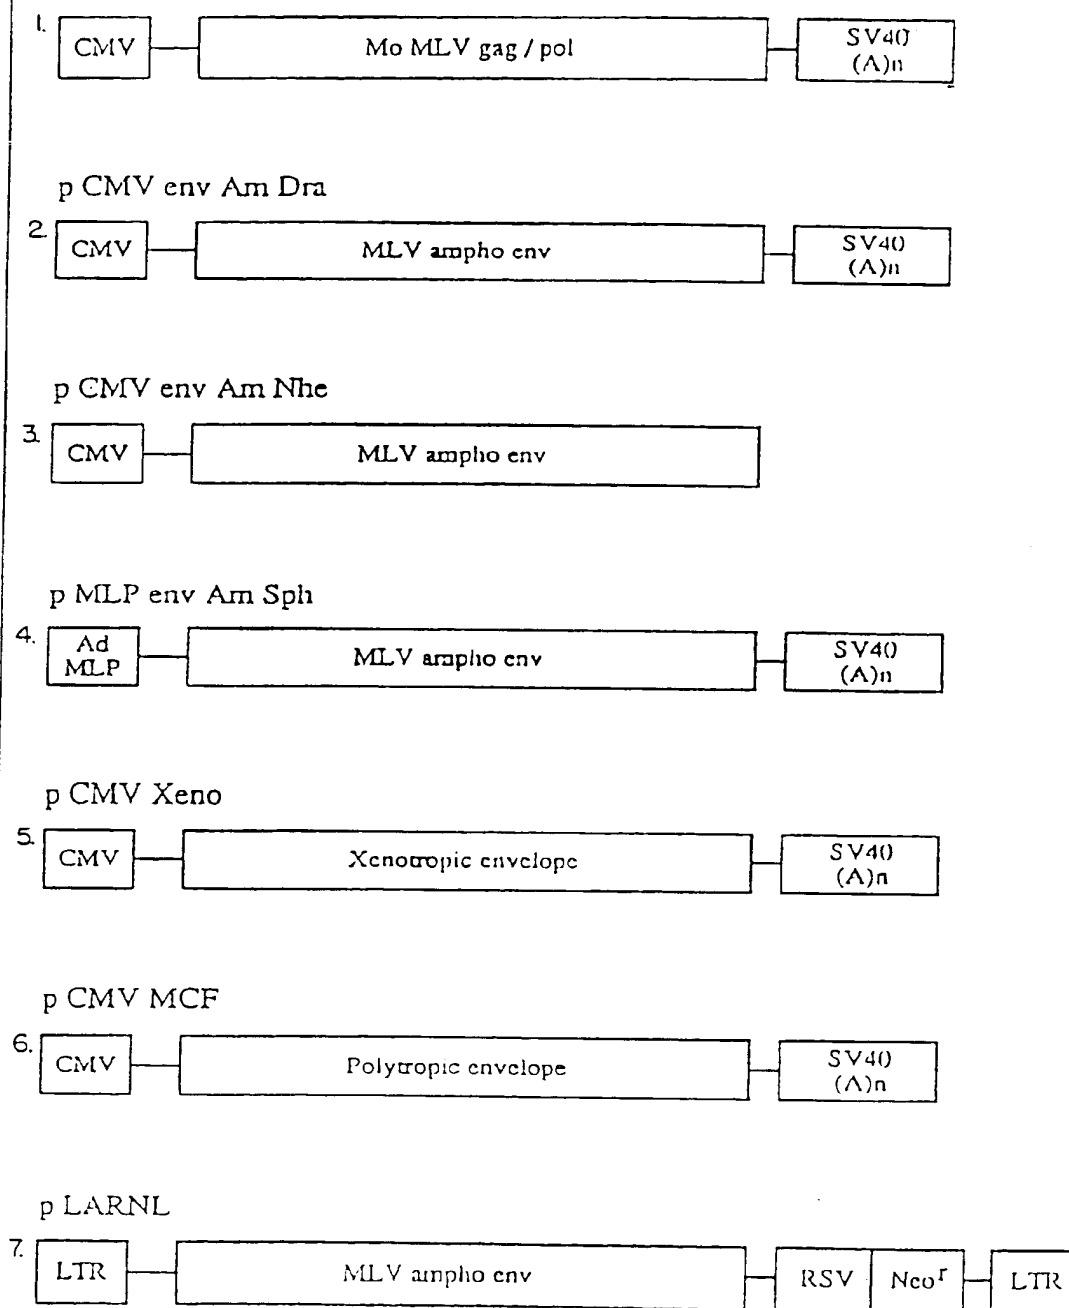 1. CMV Mo MLV gag / pol SV40
(A)n
p CMV env Am Dra
2. CMV MLV ampho env SV40
(A)n
p CMV env Am Nhe
3. CMV MLV ampho env
p MLP env Am Sph
4. Ad
MLP MLV ampho env SV40
(A)n
p CMV Xeno
5. CMV Xenotropic envelope SV40
(A)n
p CMV MCF
6. CMV Polytropic envelope SV40
(A)n
p LARNL
7. LTR MLV ampho env RSV Neoʳ LTR